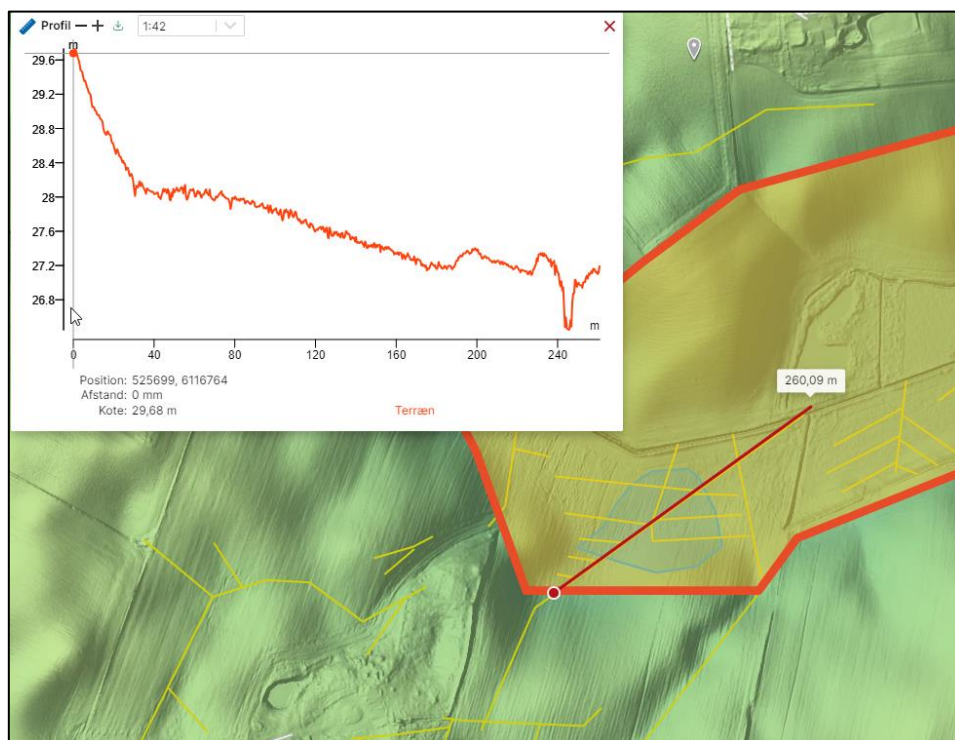 Profil 1:42
m
29.6
29.2
28.8
28.4
28
27.6
27.2
26.8
m
0 40 80 120 160 200 240
Position: 525699, 6116764
Afstand: 0 mm
Kote: 29,68 m
Terræn
260,09 m